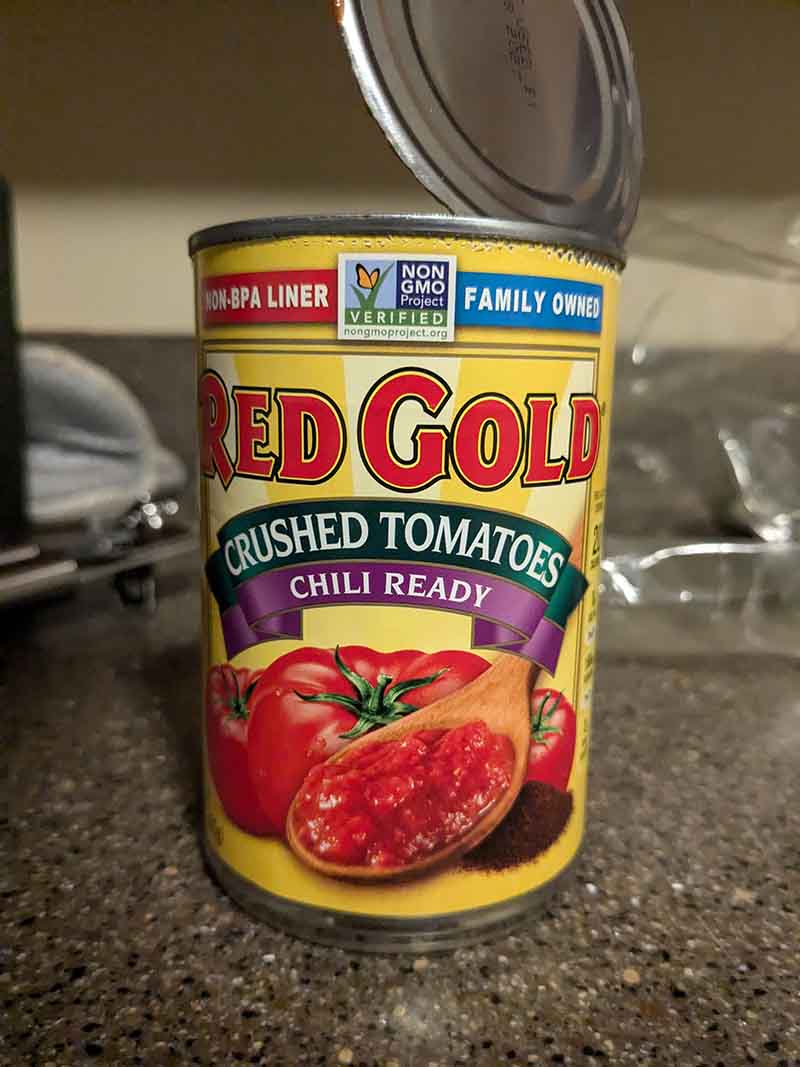 NON-BPA LINER
NON
GMO
Project
VERIFIED
nongmoproject.org
FAMILY OWNED
RED GOLD
CRUSHED TOMATOES
CHILI READY